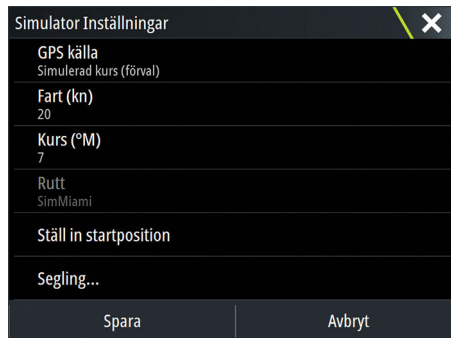 Simulator Inställningar
GPS källa
Simulerad kurs (förval)
Fart (kn)
20
Kurs (°M)
7
Rutt
SimMiami
Ställ in startposition
Segling...
Spara
Avbryt